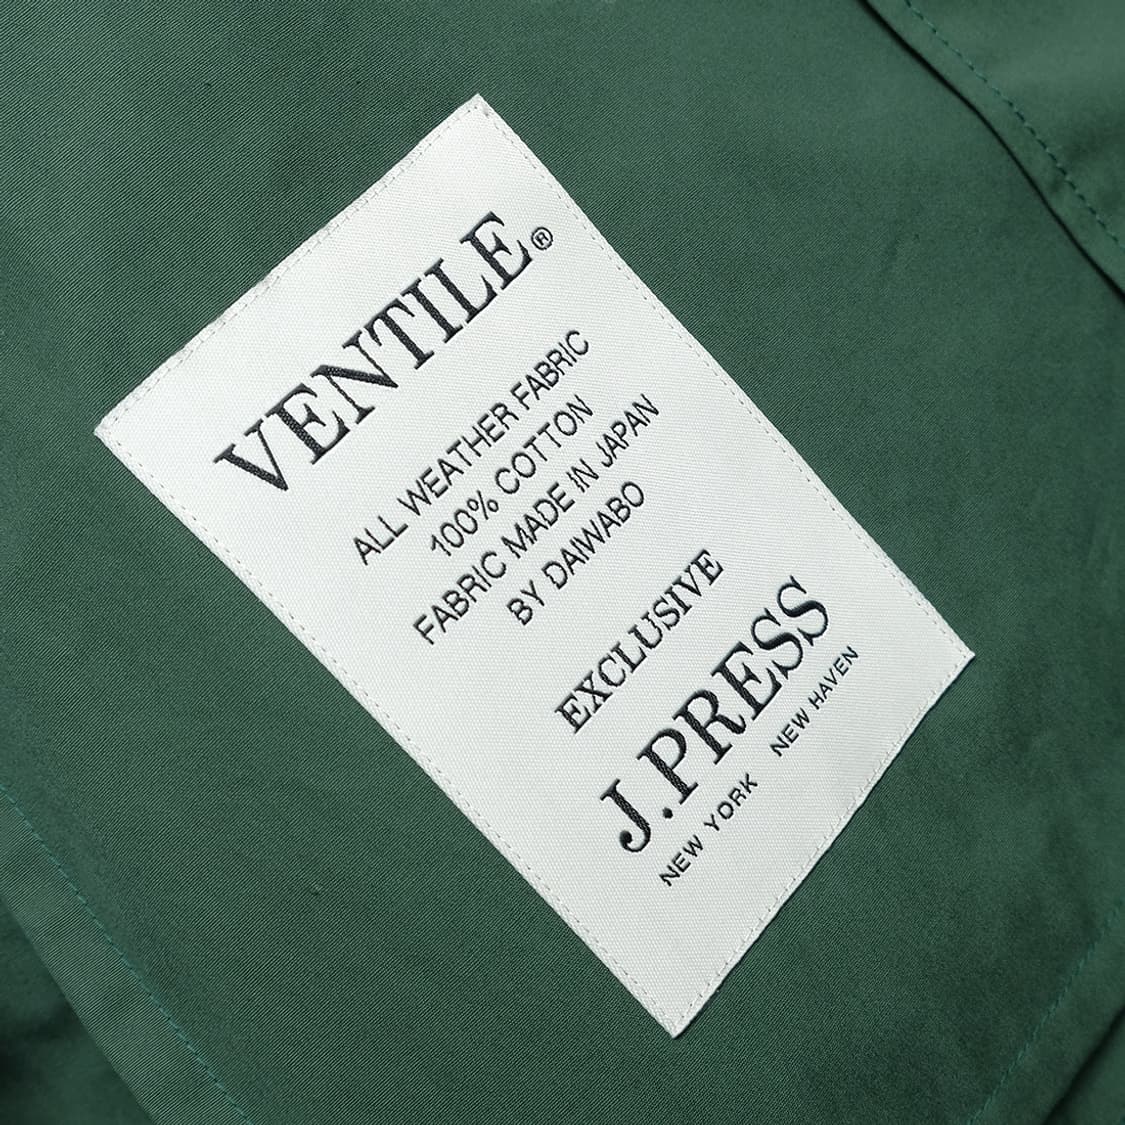 VENTILE®
ALL WEATHER FABRIC
100% COTTON
FABRIC MADE IN JAPAN
BY DAIWABO
EXCLUSIVE
J.PRESS
NEW YORK NEW HAVEN